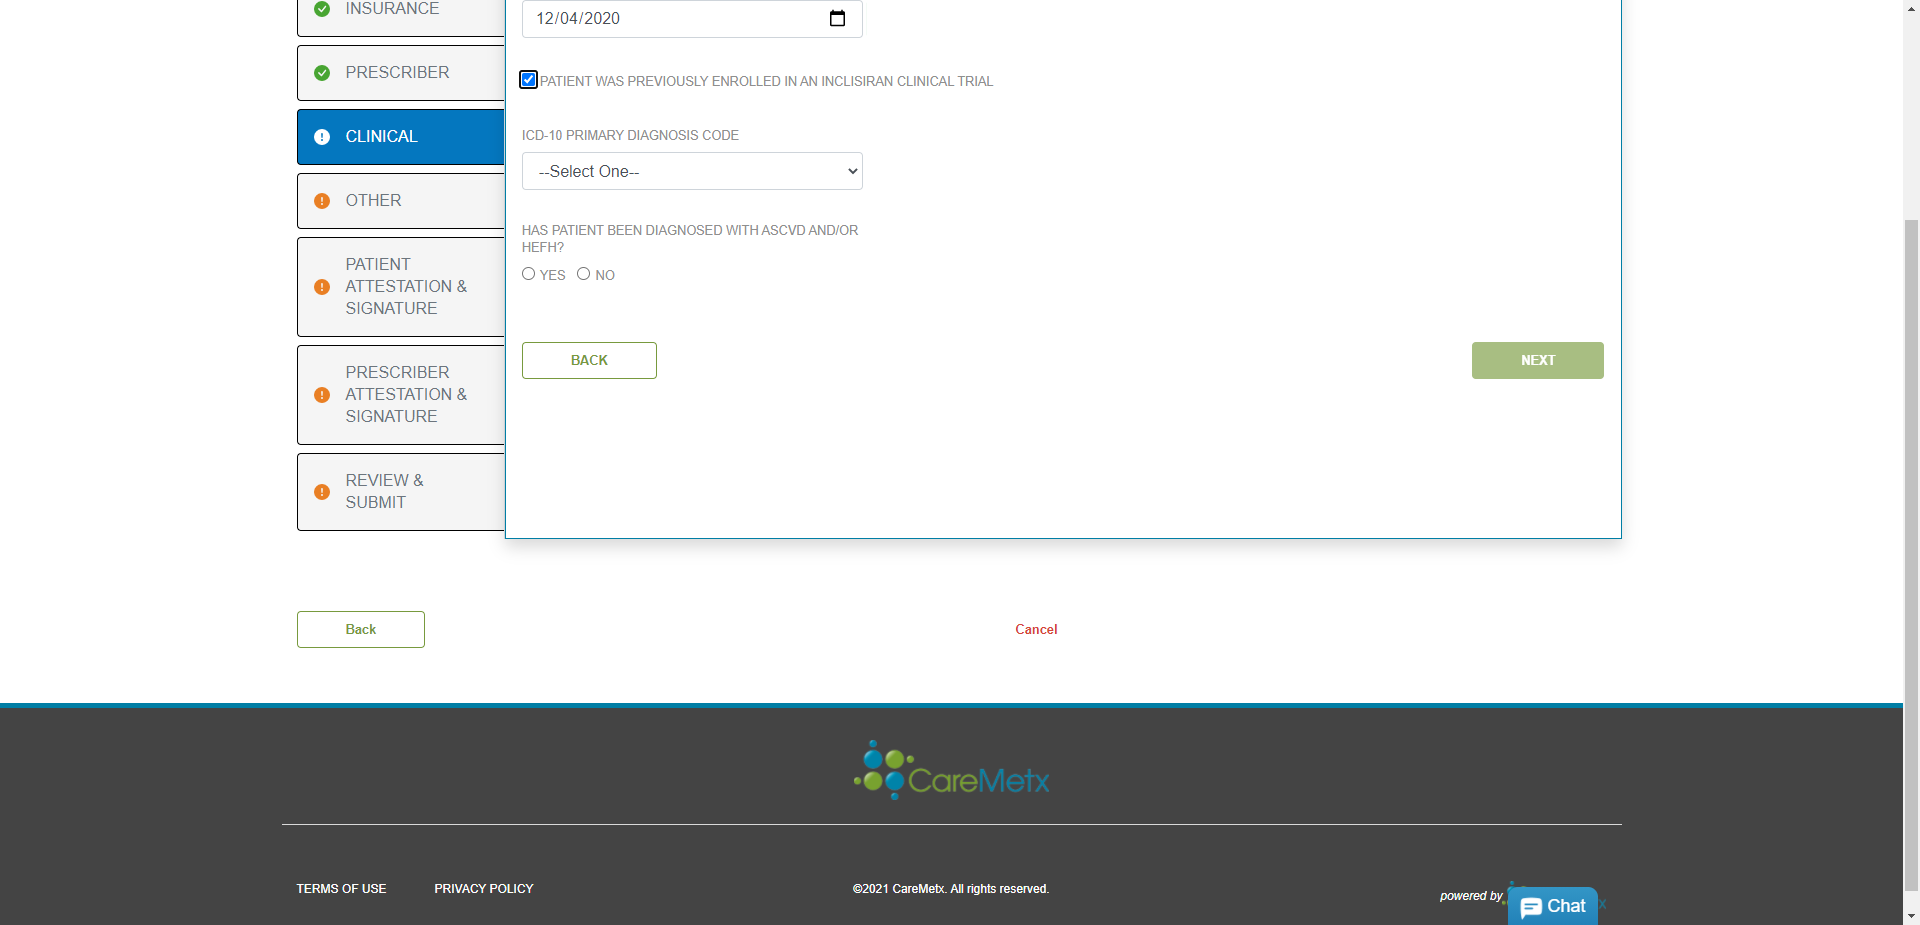 INSURANCE
12/04/2020
PRESCRIBER
PATIENT WAS PREVIOUSLY ENROLLED IN AN INCLISIRAN CLINICAL TRIAL
CLINICAL
ICD-10 PRIMARY DIAGNOSIS CODE
--Select One--
OTHER
HAS PATIENT BEEN DIAGNOSED WITH ASCVD AND/OR
HEFH?
YES NO
PATIENT
ATTESTATION &
SIGNATURE
BACK
NEXT
PRESCRIBER
ATTESTATION &
SIGNATURE
REVIEW &
SUBMIT
Back
Cancel
CareMetx
TERMS OF USE
PRIVACY POLICY
©2021 CareMetx. All rights reserved.
powered by
Chat